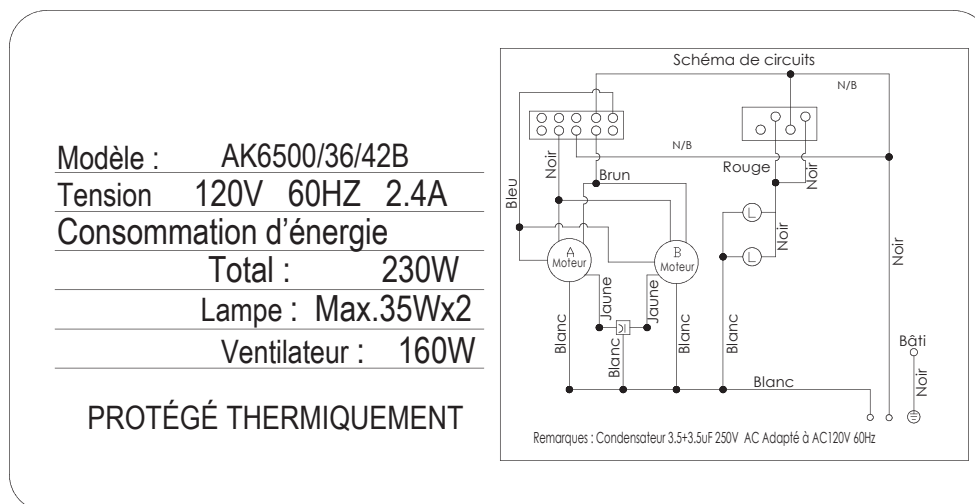 Modèle : AK6500/36/42B
Tension 120V 60HZ 2.4A
Consommation d'énergie
Total : 230W
Lampe : Max.35Wx2
Ventilateur : 160W
PROTÉGÉ THERMIQUEMENT
Schéma de circuits
N/B
N/B
Bleu
Noir
Brun
Rouge
Noir
L
Noir
L
Noir
A
Moteur
B
Moteur
Jaune
Jaune
Blanc
Blanc
Blanc
Blanc
Blanc
Bâti
Noir
Remarques : Condensateur 3.5+3.5uF 250V AC Adapté à AC120V 60Hz